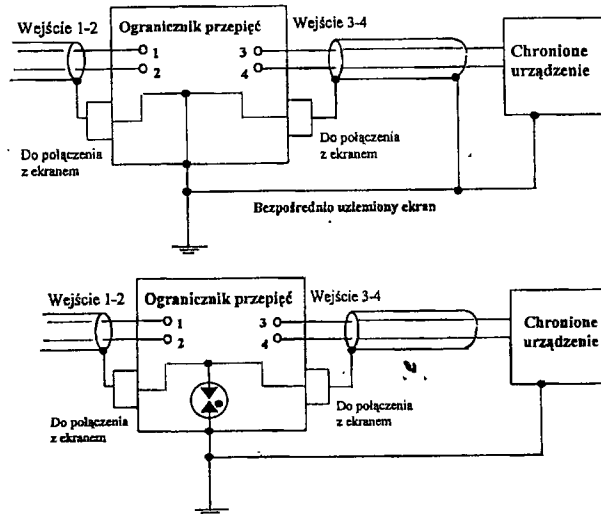 Wejście 1-2
Ogranicznik przepięć
Wejście 3-4
Chronione
urządzenie
1
2
3
4
Do połączenia
z ekranem
Do połączenia
z ekranem
Bezpośrednio uziemiony ekran
Wejście 1-2
Ogranicznik przepięć
Wejście 3-4
Chronione
urządzenie
1
2
3
4
Do połączenia
z ekranem
Do połączenia
z ekranem